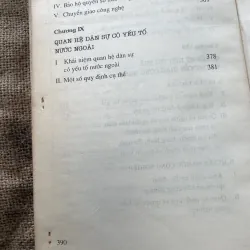 IV. Bảo hộ quyền sở
V. Chuyển giao công nghệ
Chương IX
QUAN HỆ DÂN SỰ CÓ YẾU TỐ
NƯỚC NGOÀI
I Khái niệm quan hệ dân sự 378
có yếu tố nước ngoài
II. Một số quy định cụ thể 381
390